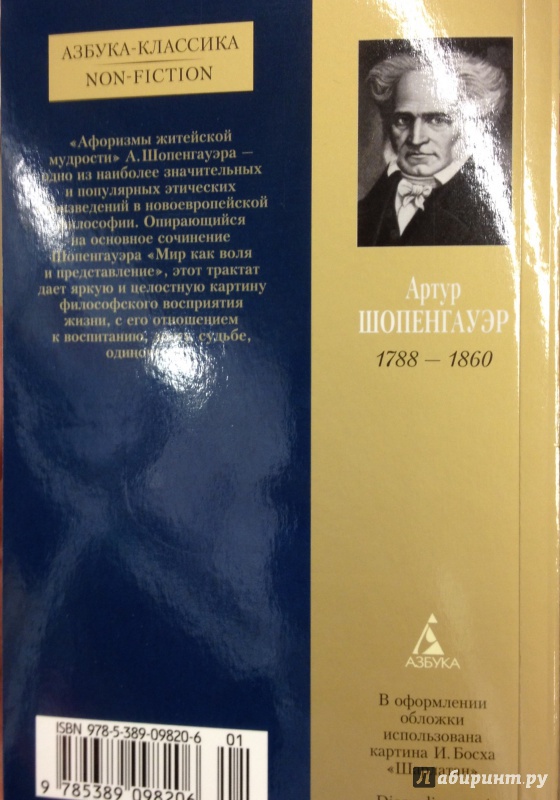 АЗБУКА-КЛАССИКА
NON-FICTION
«Афоризмы житейской
мудрости» А. Шопенгауэра —
одно из наиболее значительных
и популярных этических
произведений в новоевропейской
философии. Опирающийся
на основное сочинение
Шопенгауэра «Мир как воля
и представление», этот трактат
дает яркую и целостную картину
философского восприятия
жизни, с его отношением
к воспитанию, судьбе,
Артур
ШОПЕНГАУЭР
1788 — 1860
АЗБУКА
В оформлении
обложки
использована
картина И. Босха
ISBN 978-5-389-09820-6
01
9 785389 098206
Лабиринт.ру